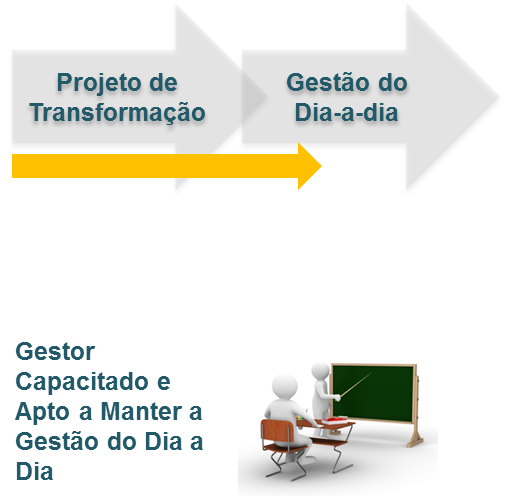 Projeto de
Transformação
Gestão do
Dia-a-dia
Gestor
Capacitado e
Apto a Manter a
Gestão do Dia a
Dia